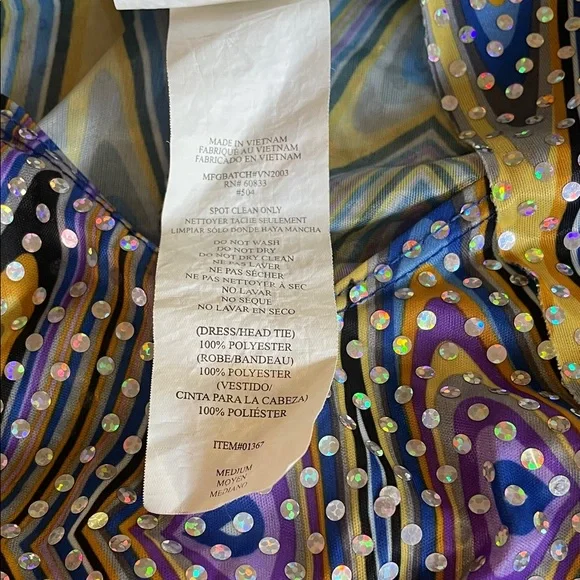 MADE IN VIETNAM
FABRIQUE AU VIETNAM
FABRICADO EN VIETNAM
MFGBATCH#VN2003
RN# 60833
#504
SPOT CLEAN ONLY
NETTOYER TACHE SEULEMENT
LIMPIAR SÓLO DONDE HAYA MANCHA
DO NOT WASH
DO NOT DRY
DO NOT DRY CLEAN
NE PAS LAVER
NE PAS SÉCHER
NE PAS NETTOYER À SEC
NO LAVAR
NO SEQUE
NO LAVAR EN SECO
(DRESS/HEAD TIE)
100% POLYESTER
(ROBE/BANDEAU)
100% POLYESTER
(VESTIDO/
CINTA PARA LA CABEZA)
100% POLIÉSTER
ITEM#01367
MEDIUM
MOYEN
MEDIANO